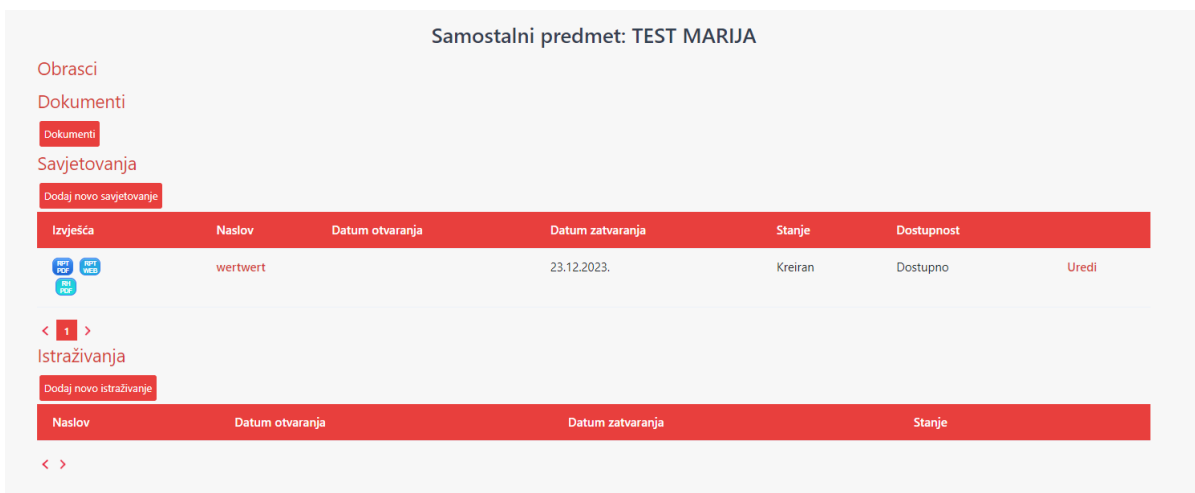 Samostalni predmet: TEST MARIJA
Obrasci
Dokumenti
Dokumenti
Savjetovanja
Dodaj novo savjetovanje
Izvješća Naslov Datum otvaranja Datum zatvaranja Stanje Dostupnost
RPT PDF RPT WEB wertwert 23.12.2023. Kreiran Dostupno Uredi
RH PDF
< 1 >
Istraživanja
Dodaj novo istraživanje
Naslov Datum otvaranja Datum zatvaranja Stanje
< >